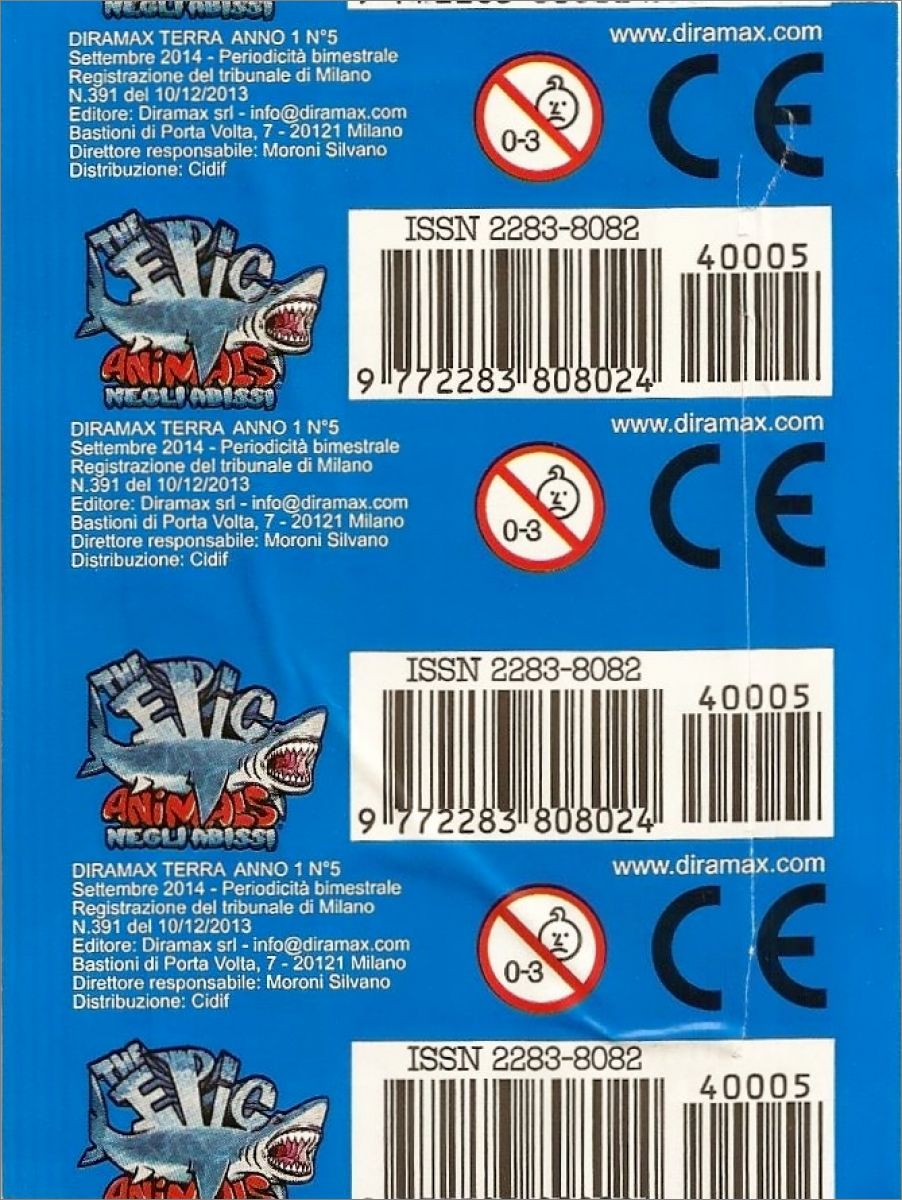 NEGLI ABISSI
DIRAMAX TERRA ANNO 1 N°5
Settembre 2014 - Periodicità bimestrale
Registrazione del tribunale di Milano
N.391 del 10/12/2013
Editore: Diramax srl - info@diramax.com
Bastioni di Porta Volta, 7 - 20121 Milano
Direttore responsabile: Moroni Silvano
Distribuzione: Cidif
www.diramax.com
0-3
CE
THE
EPIC
ANIMALS
NEGLI ABISSI
ISSN 2283-8082
40005
9 772283 808024
DIRAMAX TERRA ANNO 1 N°5
Settembre 2014 - Periodicità bimestrale
Registrazione del tribunale di Milano
N.391 del 10/12/2013
Editore: Diramax srl - info@diramax.com
Bastioni di Porta Volta, 7 - 20121 Milano
Direttore responsabile: Moroni Silvano
Distribuzione: Cidif
www.diramax.com
0-3
CE
THE
EPIC
ANIMALS
NEGLI ABISSI
ISSN 2283-8082
40005
9 772283 808024
DIRAMAX TERRA ANNO 1 N°5
Settembre 2014 - Periodicità bimestrale
Registrazione del tribunale di Milano
N.391 del 10/12/2013
Editore: Diramax srl - info@diramax.com
Bastioni di Porta Volta, 7 - 20121 Milano
Direttore responsabile: Moroni Silvano
Distribuzione: Cidif
www.diramax.com
0-3
CE
THE
EPIC
ANIMALS
ISSN 2283-8082
40005